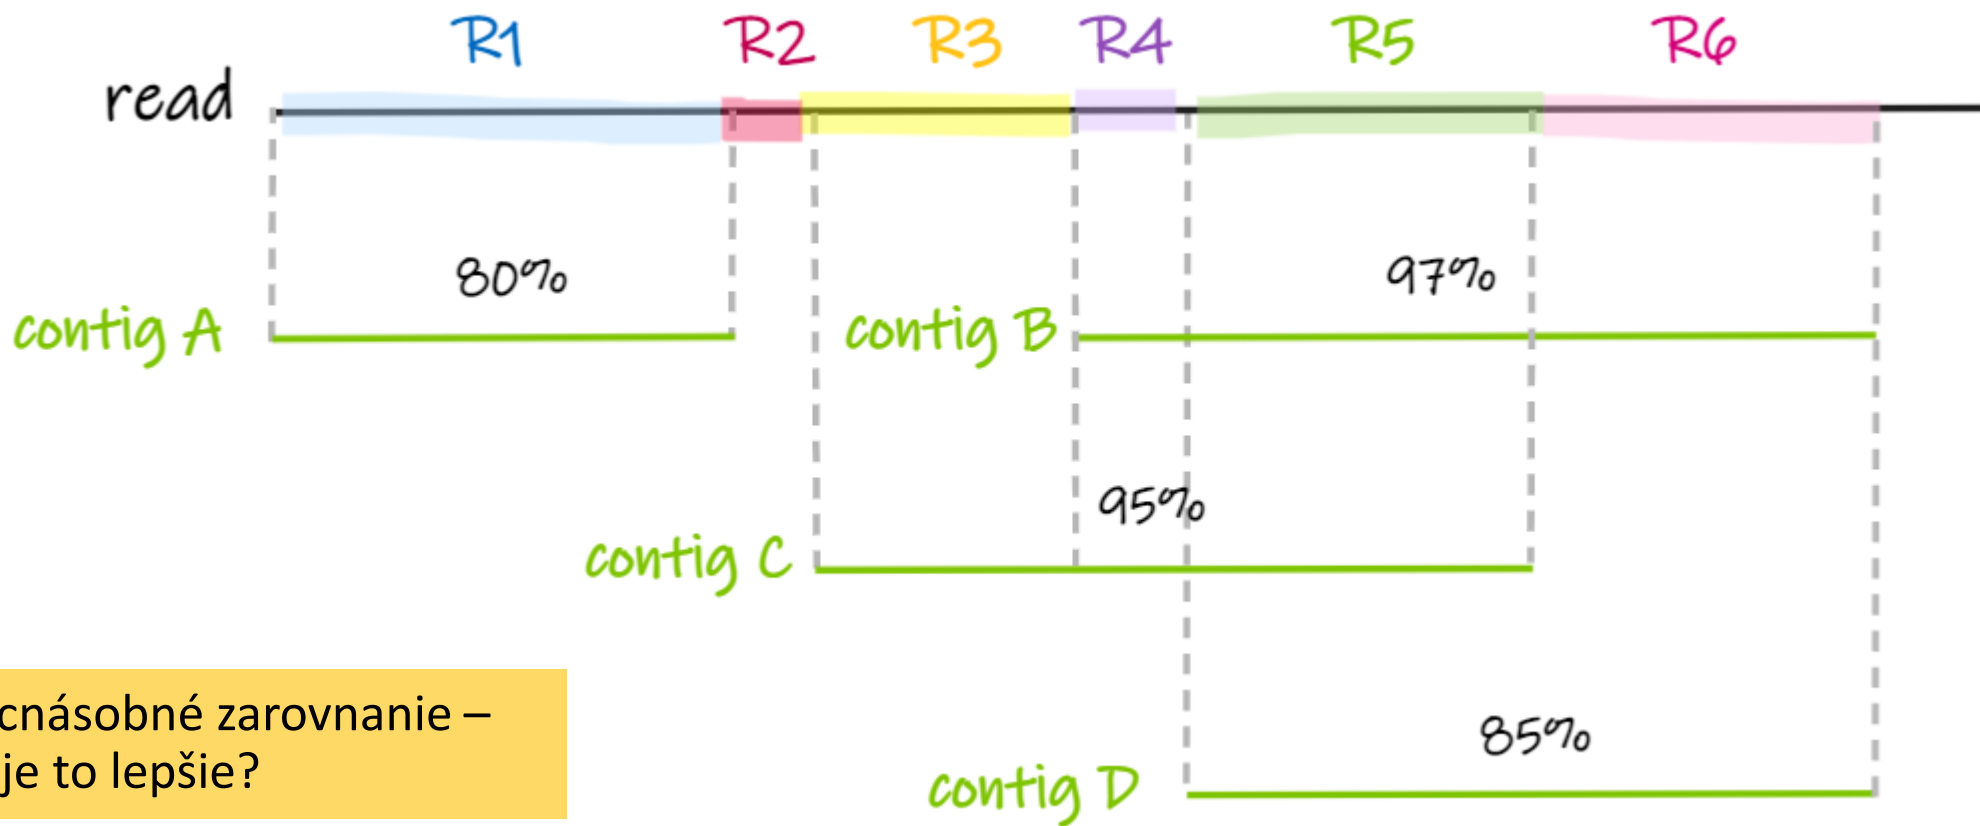 R1 R2 R3 R4 R5 R6
read
80% 97%
contig A contig B
95%
contig C
cnásobné zarovnanie –
je to lepšie?
85%
contig D